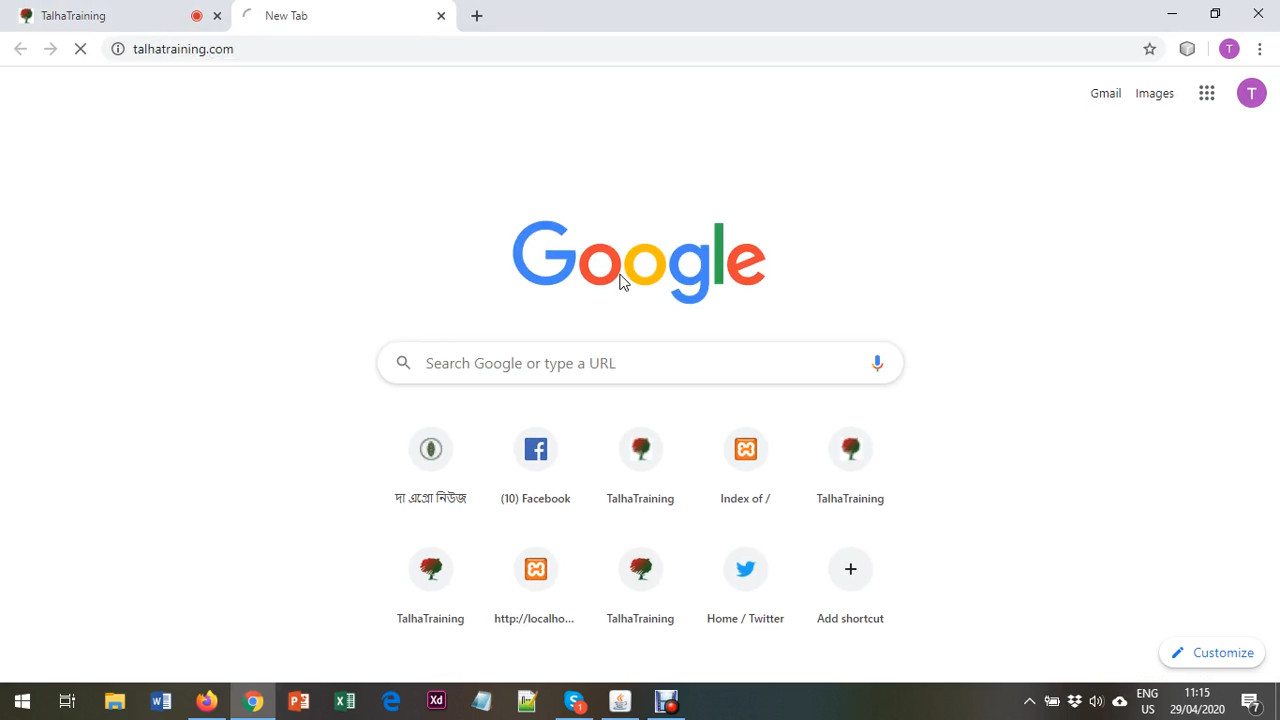 TalhaTraining
New Tab
talhatraining.com
T
Gmail
Images
T
Google
Search Google or type a URL
দ্য এগ্রো নিউজ
(10) Facebook
TalhaTraining
Index of /
TalhaTraining
TalhaTraining
http://localho...
TalhaTraining
Home / Twitter
Add shortcut
Customize
ENG
US
11:15
29/04/2020